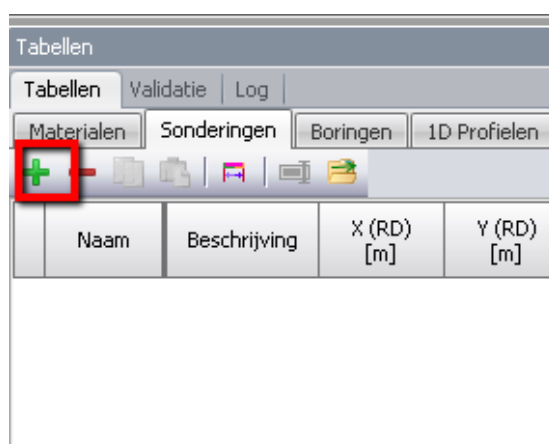 Tabellen
Tabellen Validatie Log
Materialen Sonderingen Boringen 1D Profielen
Naam Beschrijving X (RD) [m] Y (RD) [m]